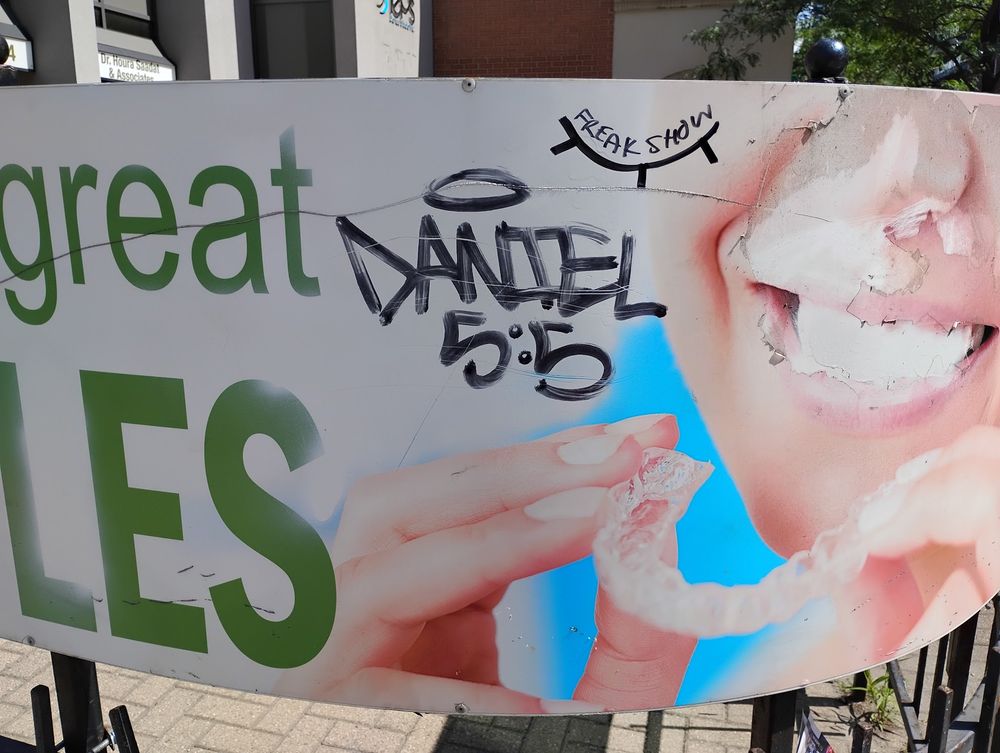 Dr. Houra Saadat
& Associates
great
LES
FREAK SHOW
DANIEL
5:5